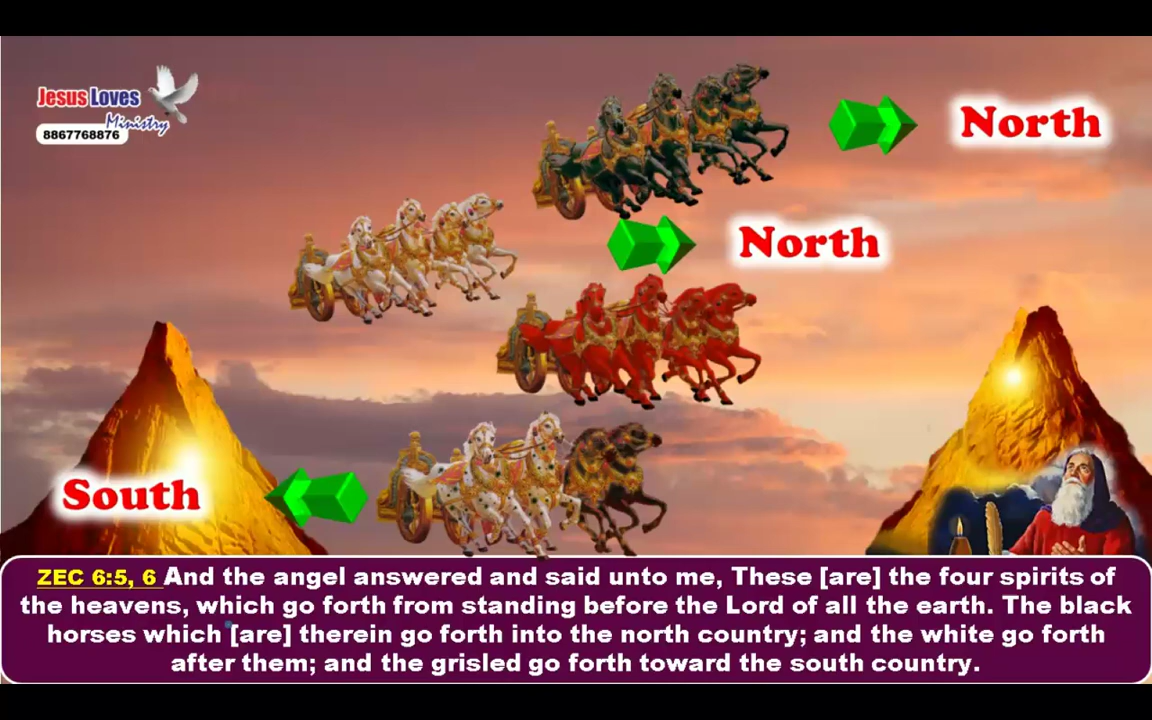 Jesus Loves
Ministry
8867768876
North
North
South
ZEC 6:5, 6 And the angel answered and said unto me, These [are] the four spirits of
the heavens, which go forth from standing before the Lord of all the earth. The black
horses which [are] therein go forth into the north country; and the white go forth
after them; and the grisled go forth toward the south country.